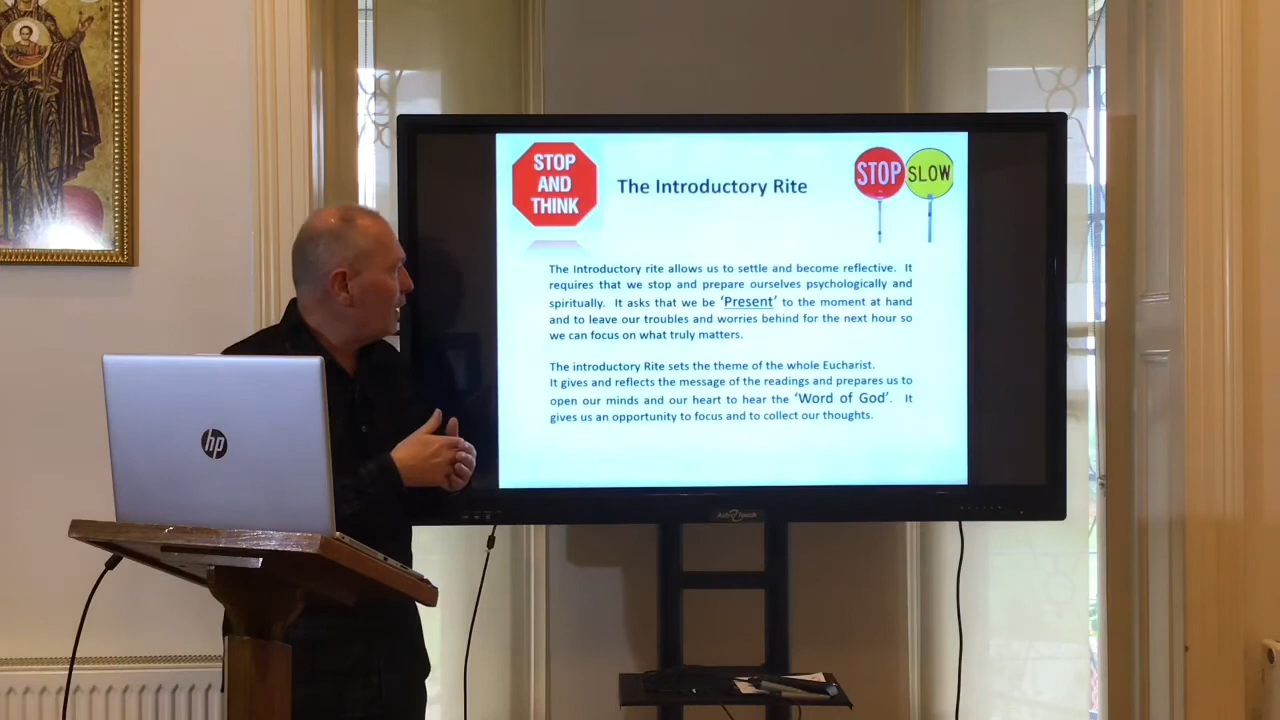 STOP
AND
THINK
The Introductory Rite
STOP
SLOW
The Introductory rite allows us to settle and become reflective. It
requires that we stop and prepare ourselves psychologically and
spiritually. It asks that we be ‘Present’ to the moment at hand
and to leave our troubles and worries behind for the next hour so
we can focus on what truly matters.
The introductory Rite sets the theme of the whole Eucharist.
It gives and reflects the message of the readings and prepares us to
open our minds and our heart to hear the ‘Word of God’. It
gives us an opportunity to focus and to collect our thoughts.
hp